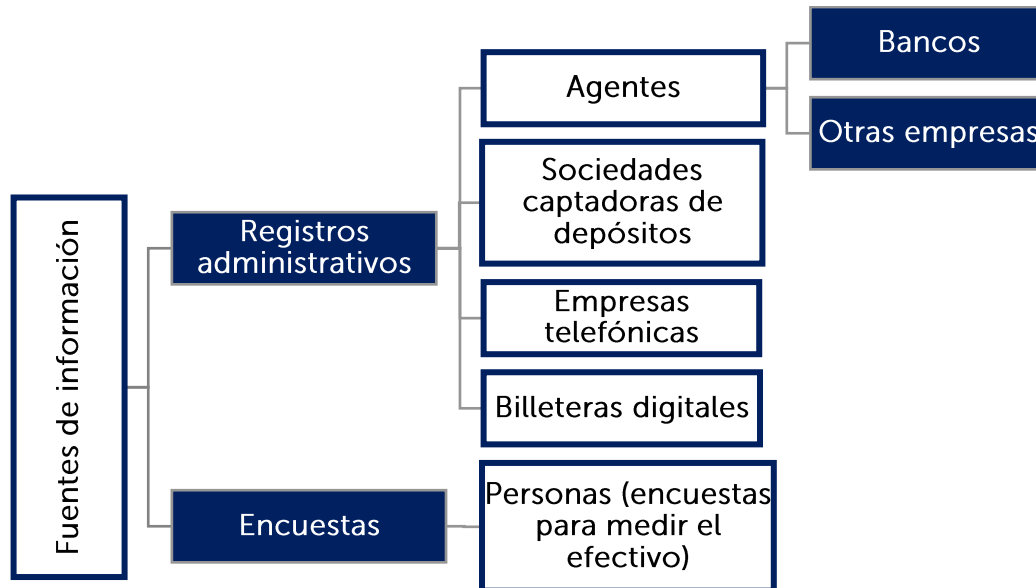 Fuentes de información
Registros
administrativos
Agentes
Bancos
Otras empresas
Sociedades
captadoras de
depósitos
Empresas
telefónicas
Billeteras digitales
Encuestas
Personas (encuestas
para medir el
efectivo)